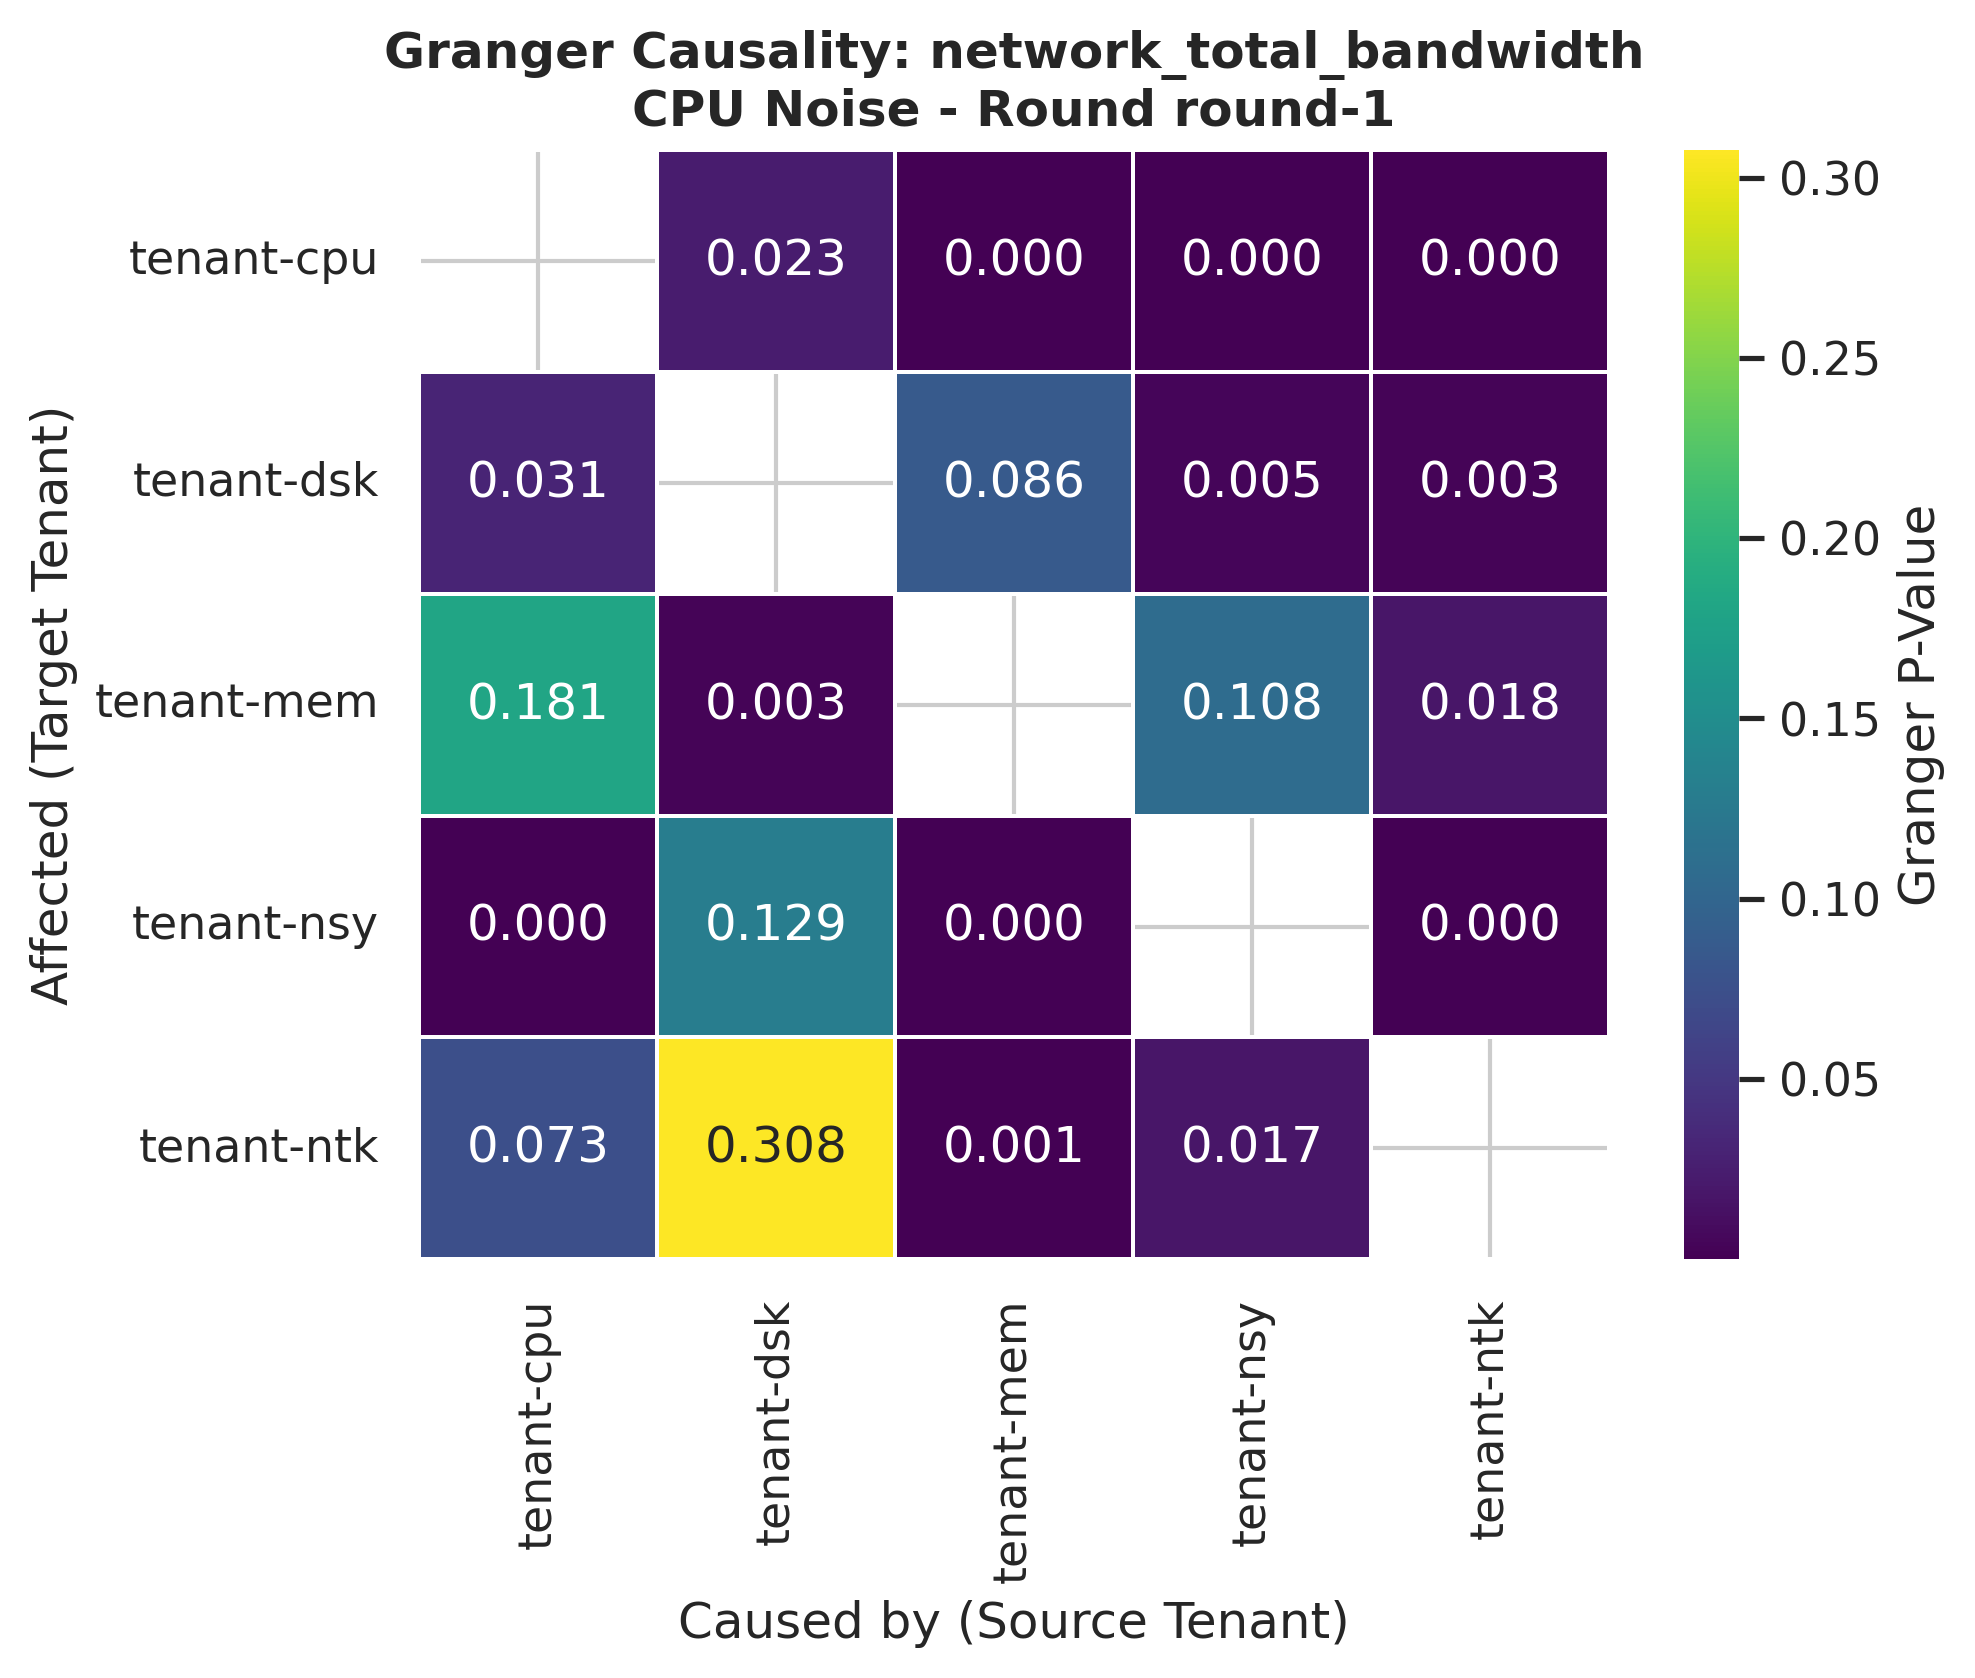 Granger Causality: network_total_bandwidth
CPU Noise - Round round-1
tenant-cpu 0.023 0.000 0.000 0.000
tenant-dsk 0.031 0.086 0.005 0.003
tenant-mem 0.181 0.003 0.108 0.018
tenant-nsy 0.000 0.129 0.000 0.000
tenant-ntk 0.073 0.308 0.001 0.017
tenant-cpu
tenant-dsk
tenant-mem
tenant-nsy
tenant-ntk
Caused by (Source Tenant)
Affected (Target Tenant)
0.30
0.25
0.20
0.15
0.10
0.05
Granger P-Value